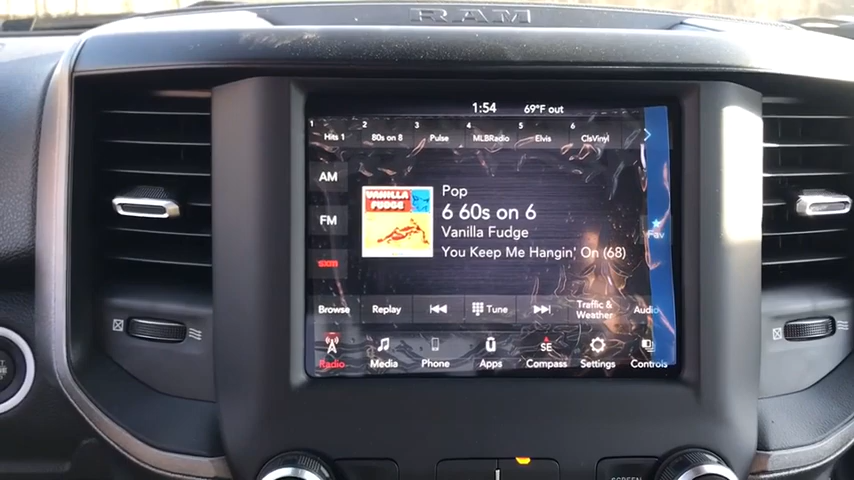 RAM
1:54 69°F out
1 Hits 1
2 80s on 8
3 Pulse
4 MLBRadio
5 Elvis
6 ClsVinyl
AM
FM
VANILLA
FUDGE
Pop
6 60s on 6
Vanilla Fudge
You Keep Me Hangin' On (68)
Fav
Browse
Replay
Tune
Traffic &
Weather
Audio
Radio
Media
Phone
Apps
SE
Compass
Settings
Controls
SCREEN